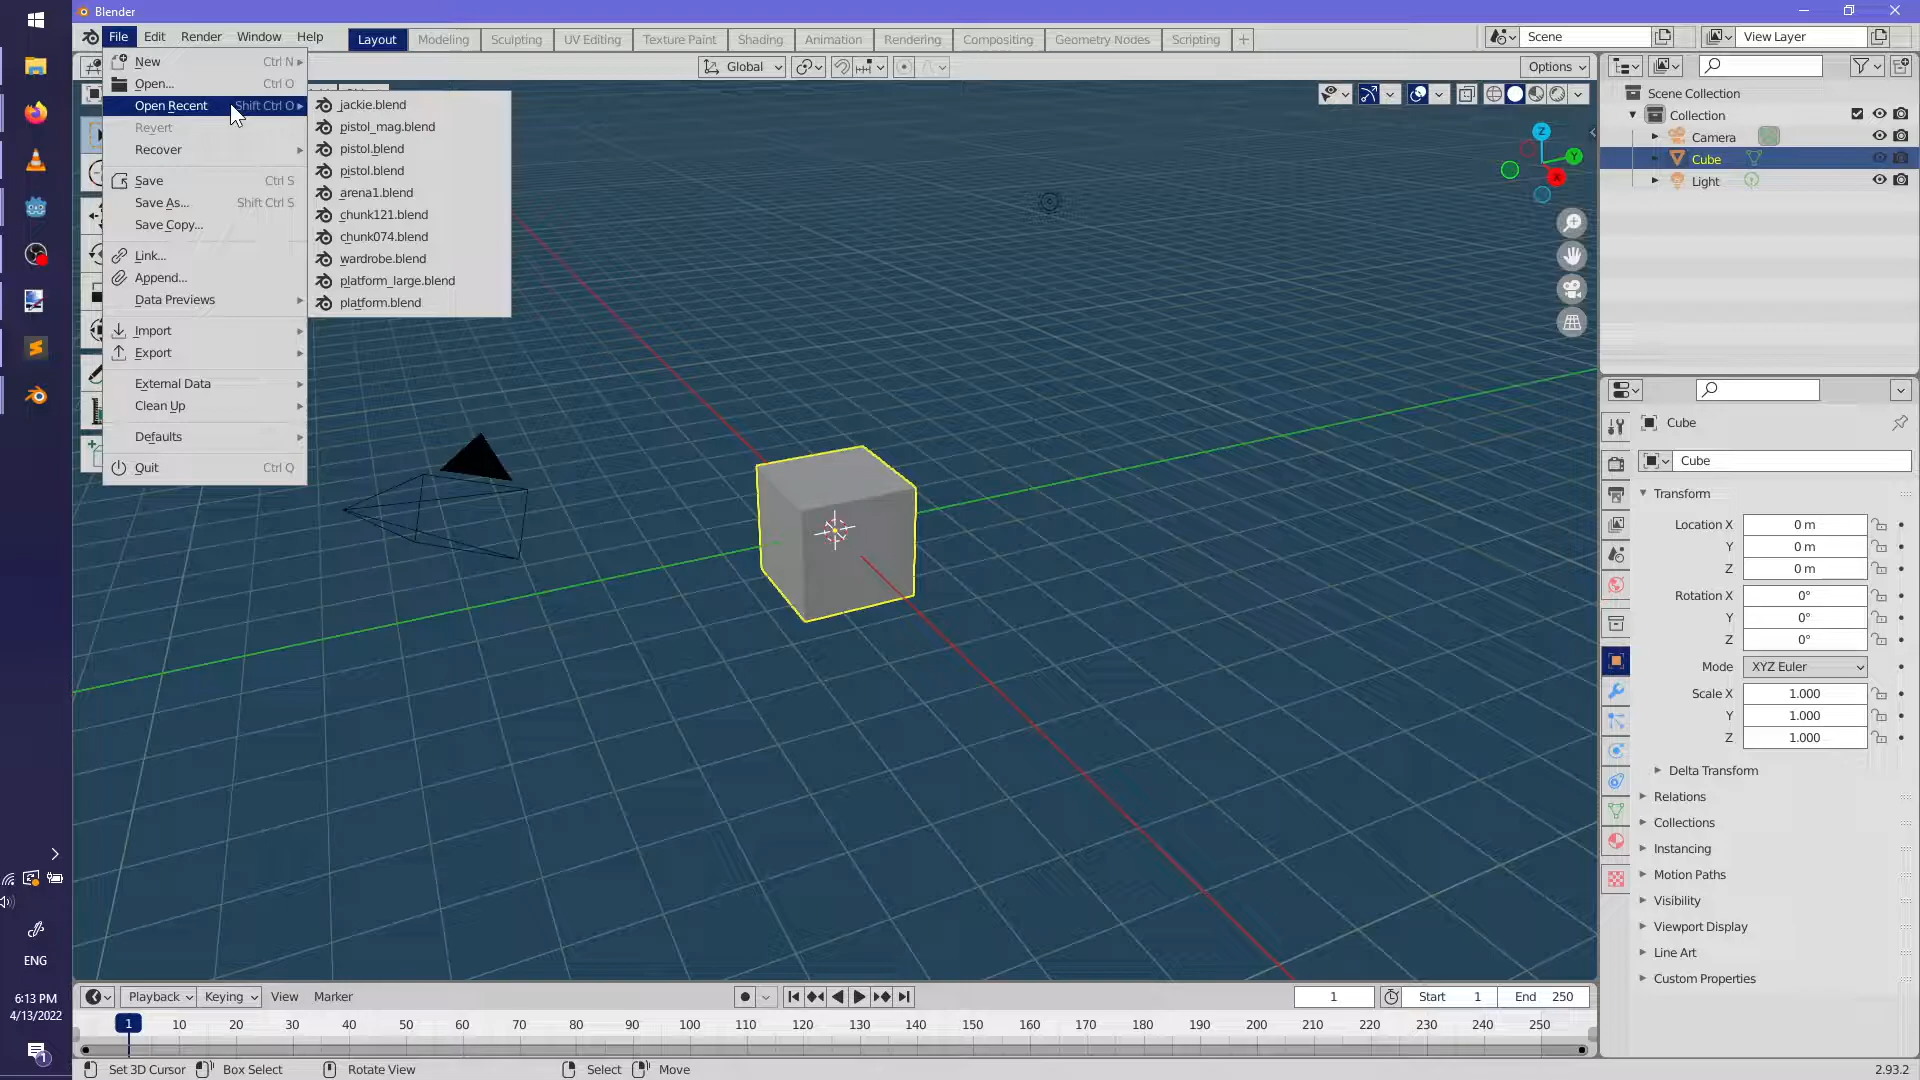 Blender
File Edit Render Window Help
Layout Modeling Sculpting UV Editing Texture Paint Shading Animation Rendering Compositing Geometry Nodes Scripting
Scene
View Layer
Global
Options
New Ctrl N
Open... Ctrl O
Open Recent Shift Ctrl O
Revert
Recover
Save Ctrl S
Save As... Shift Ctrl S
Save Copy...
Link...
Append...
Data Previews
Import
Export
External Data
Clean Up
Defaults
Quit Ctrl Q
jackie.blend
pistol_mag.blend
pistol.blend
pistol.blend
arena1.blend
chunk121.blend
chunk074.blend
wardrobe.blend
platform_large.blend
platform.blend
Z
Y
X
Scene Collection
Collection
Camera
Cube
Light
Cube
Cube
Transform
Location X 0 m
Y 0 m
Z 0 m
Rotation X 0°
Y 0°
Z 0°
Mode XYZ Euler
Scale X 1.000
Y 1.000
Z 1.000
Delta Transform
Relations
Collections
Instancing
Motion Paths
Visibility
Viewport Display
Line Art
Custom Properties
ENG
6:13 PM
4/13/2022
1
Playback Keying View Marker
1 Start 1 End 250
1 10 20 30 40 50 60 70 80 90 100 110 120 130 140 150 160 170 180 190 200 210 220 230 240 250
Set 3D Cursor Box Select Rotate View Select Move
2.93.2